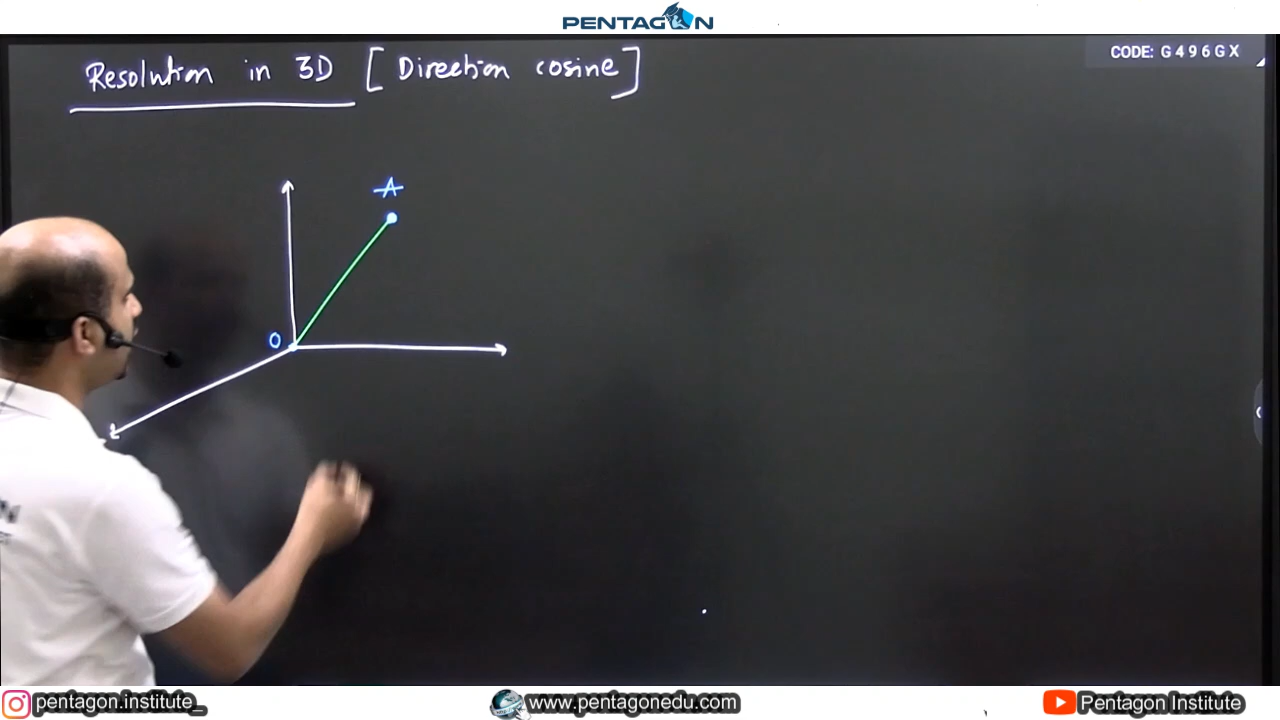 PENTAGON
CODE: G496GX
Resolution in 3D [Direction cosine]
A
O
pentagon.institute_
www.pentagonedu.com
Pentagon Institute